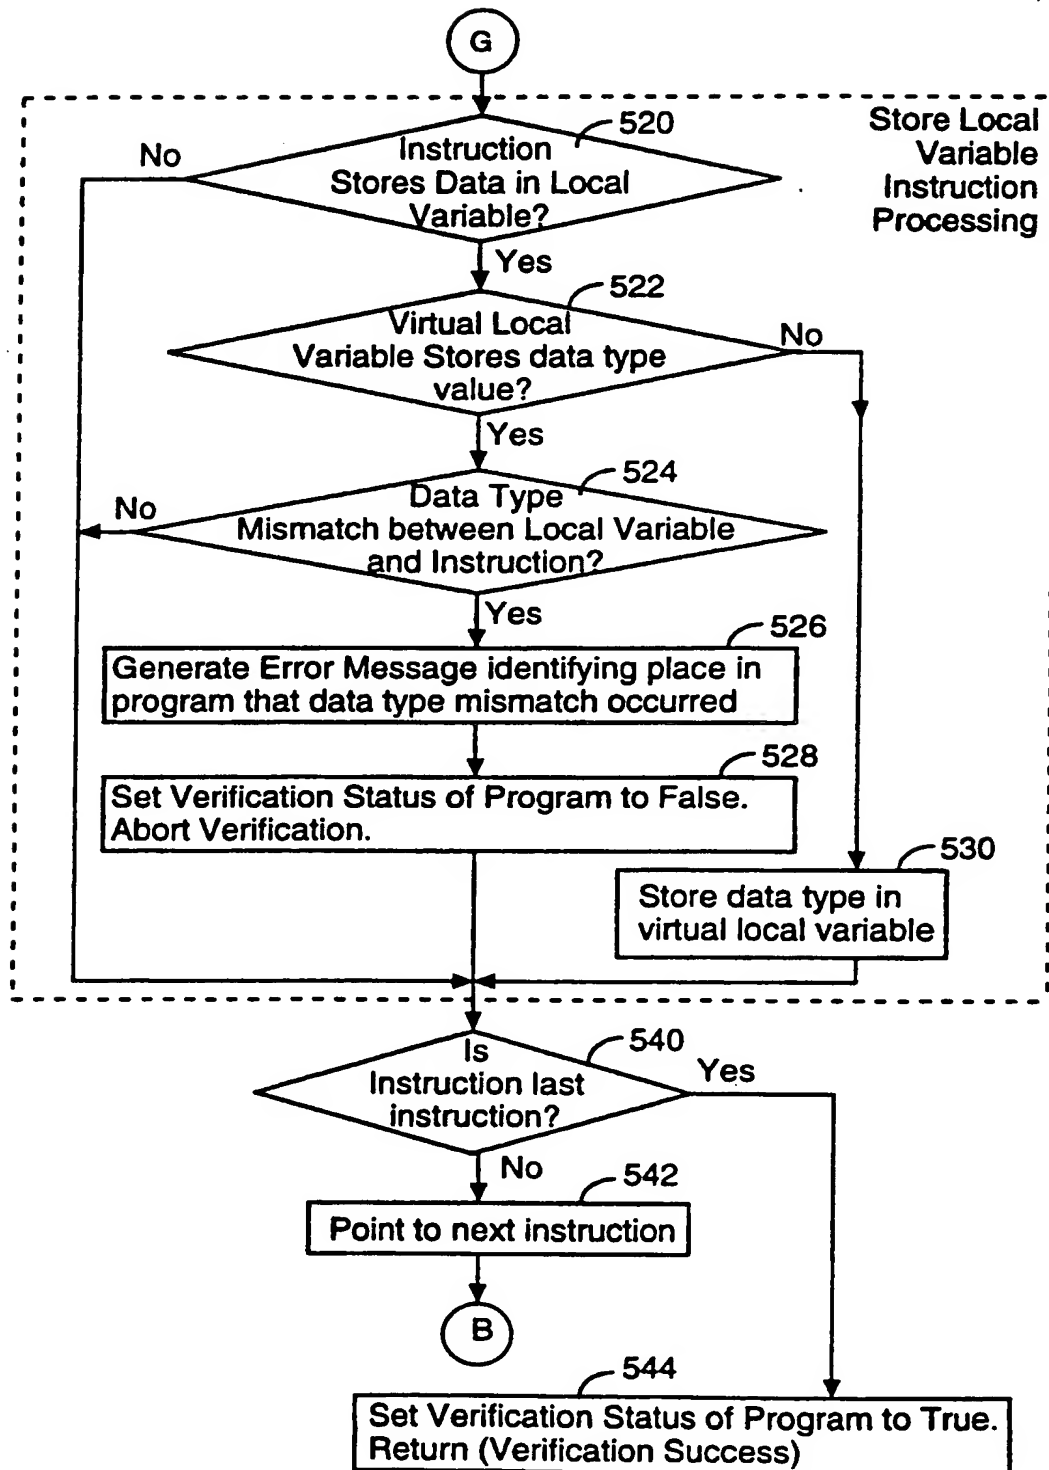 G
Store Local
Variable
Instruction
Processing
520
Instruction
Stores Data in Local
Variable?
No
Yes
522
Virtual Local
Variable Stores data type
value?
No
Yes
524
Data Type
Mismatch between Local Variable
and Instruction?
No
Yes
526
Generate Error Message identifying place in
program that data type mismatch occurred
528
Set Verification Status of Program to False.
Abort Verification.
530
Store data type in
virtual local variable
540
Is
Instruction last
instruction?
Yes
No
542
Point to next instruction
B
544
Set Verification Status of Program to True.
Return (Verification Success)